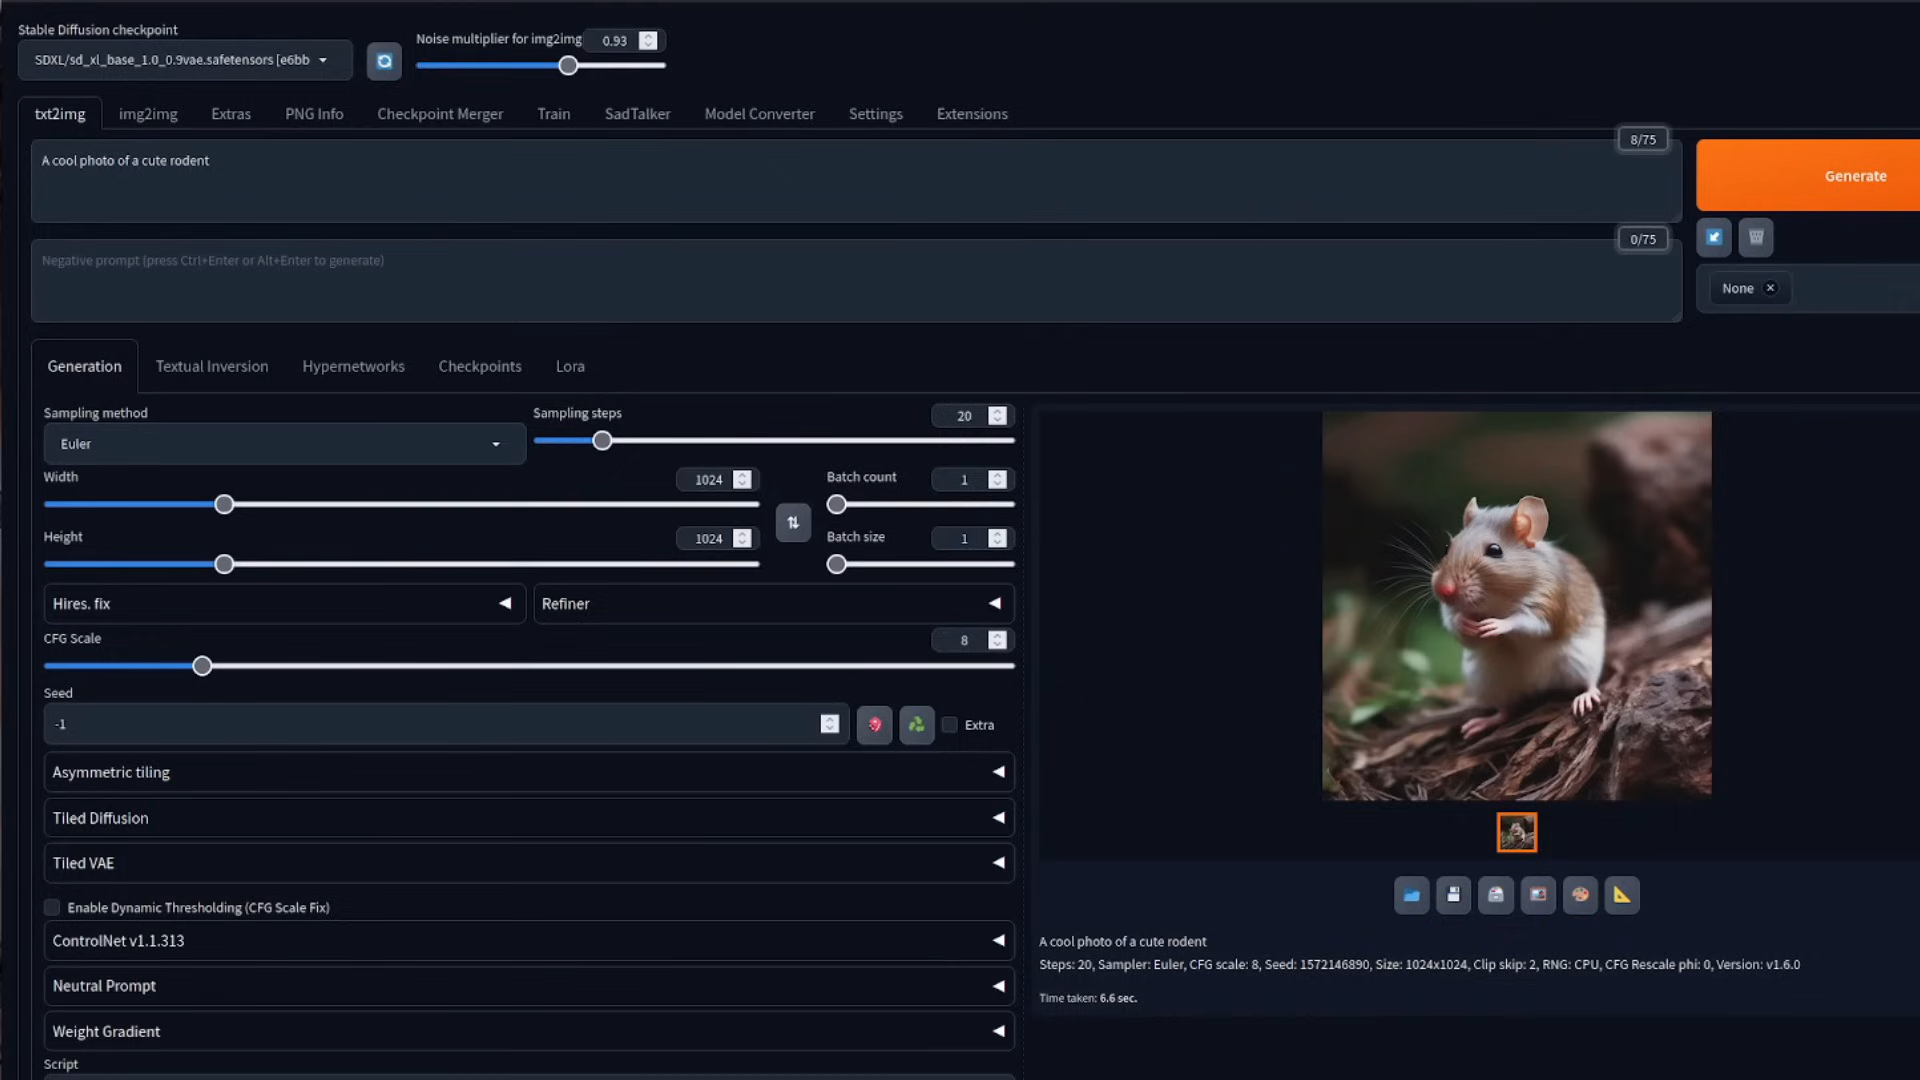 Stable Diffusion checkpoint
SDXL/sd_xl_base_1.0_0.9vae.safetensors [e6bb
Noise multiplier for img2img 0.93
txt2img img2img Extras PNG Info Checkpoint Merger Train SadTalker Model Converter Settings Extensions
8/75
A cool photo of a cute rodent
Generate
0/75
Negative prompt (press Ctrl+Enter or Alt+Enter to generate)
None
Generation Textual Inversion Hypernetworks Checkpoints Lora
Sampling method
Euler
Sampling steps 20
Width 1024
Batch count 1
Height 1024
Batch size 1
Hires. fix
Refiner
CFG Scale 8
Seed
-1
Extra
Asymmetric tiling
Tiled Diffusion
Tiled VAE
Enable Dynamic Thresholding (CFG Scale Fix)
ControlNet v1.1.313
Neutral Prompt
Weight Gradient
Script
A cool photo of a cute rodent
Steps: 20, Sampler: Euler, CFG scale: 8, Seed: 1572146890, Size: 1024x1024, Clip skip: 2, RNG: CPU, CFG Rescale phi: 0, Version: v1.6.0
Time taken: 6.6 sec.